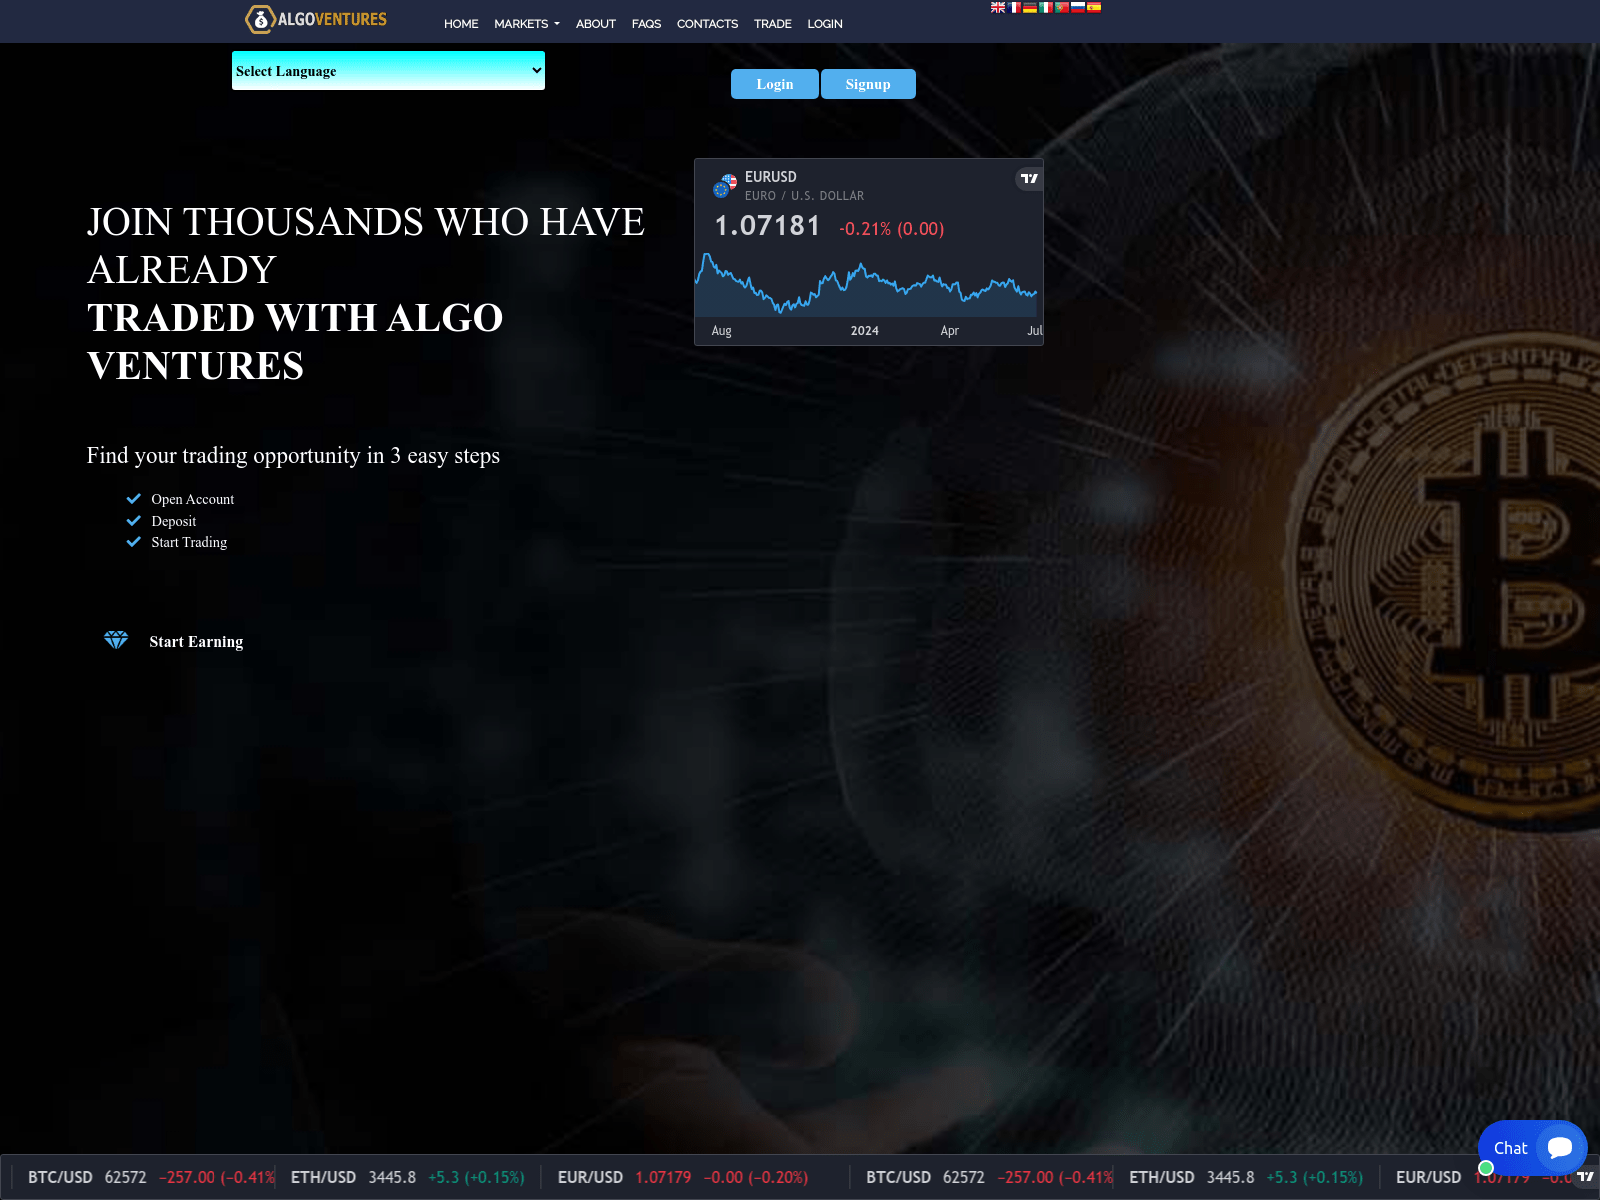 ALGOVENTURES
HOME MARKETS ABOUT FAQS CONTACTS TRADE LOGIN
Select Language
Login Signup
EURUSD
EURO / U.S. DOLLAR
1.07181 -0.21% (0.00)
Aug 2024 Apr Jul
JOIN THOUSANDS WHO HAVE
ALREADY
TRADED WITH ALGO
VENTURES
Find your trading opportunity in 3 easy steps
Open Account
Deposit
Start Trading
Start Earning
Chat
BTC/USD 62572 −257.00 (−0.41% ETH/USD 3445.8 +5.3 (+0.15%) EUR/USD 1.07179 −0.00 (−0.20%) BTC/USD 62572 −257.00 (−0.41% ETH/USD 3445.8 +5.3 (+0.15%) EUR/USD 1.07179